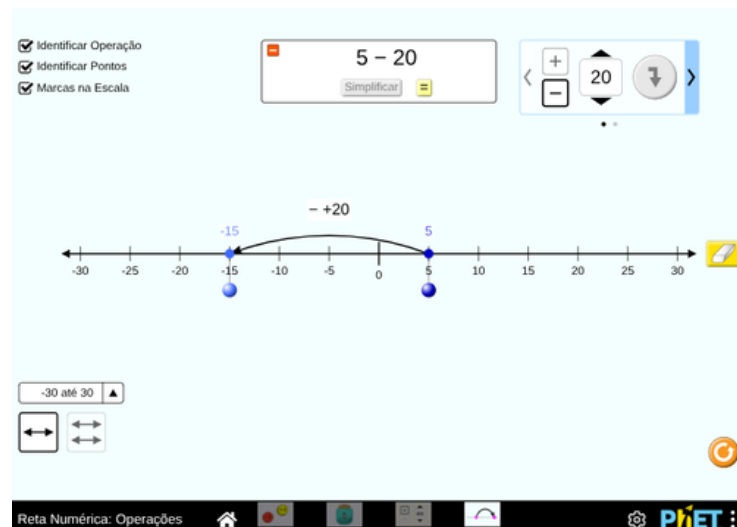 Identificar Operação
Identificar Pontos
Marcas na Escala
5 − 20
Simplificar =
+
−
20
− +20
-15 5
-30 -25 -20 -15 -10 -5 0 5 10 15 20 25 30
-30 até 30
Reta Numérica: Operações
PhET